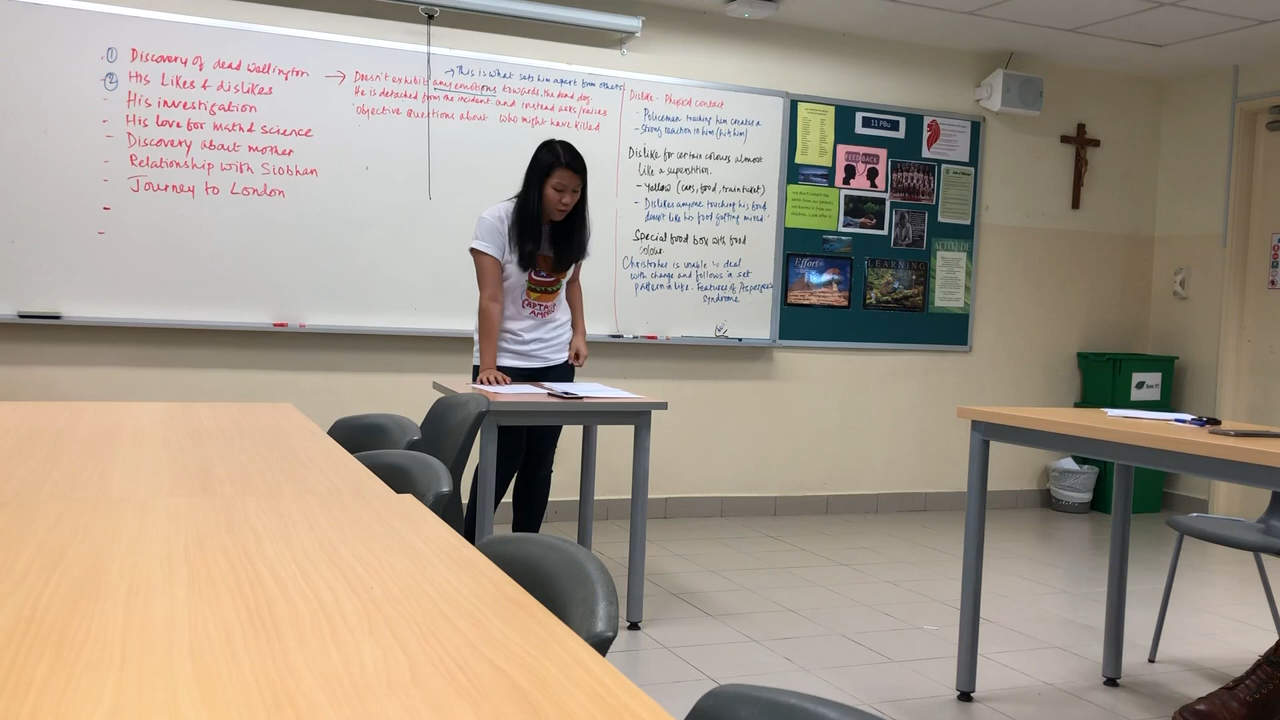 ① Discovery of dead Wellington
② His Likes & dislikes
- His investigation
- His love for math & science
- Discovery about mother
- Relationship with Siobhan
- Journey to London
→ This is what sets him apart from others.
→ Doesn't exhibit any emotions towards the dead dog.
He is detached from the incident and instead asks/raises
objective questions about who might have killed
Dislike - Physical contact
- Policeman touching him creates a
- strong reaction in him (hit him)
Dislike for certain colours almost
like a superstition.
- Yellow (cars, food, train ticket)
- Dislikes anyone touching his food
doesn't like his food getting mixed.
Special food box with food
colour.
Christopher is unable to deal
with change and follows a set
pattern in life. Features of Asperger's
syndrome.
11 PBu
FEEDBACK
ATTITUDE
Effort
LEARNING
CAPTAIN
AMERICA